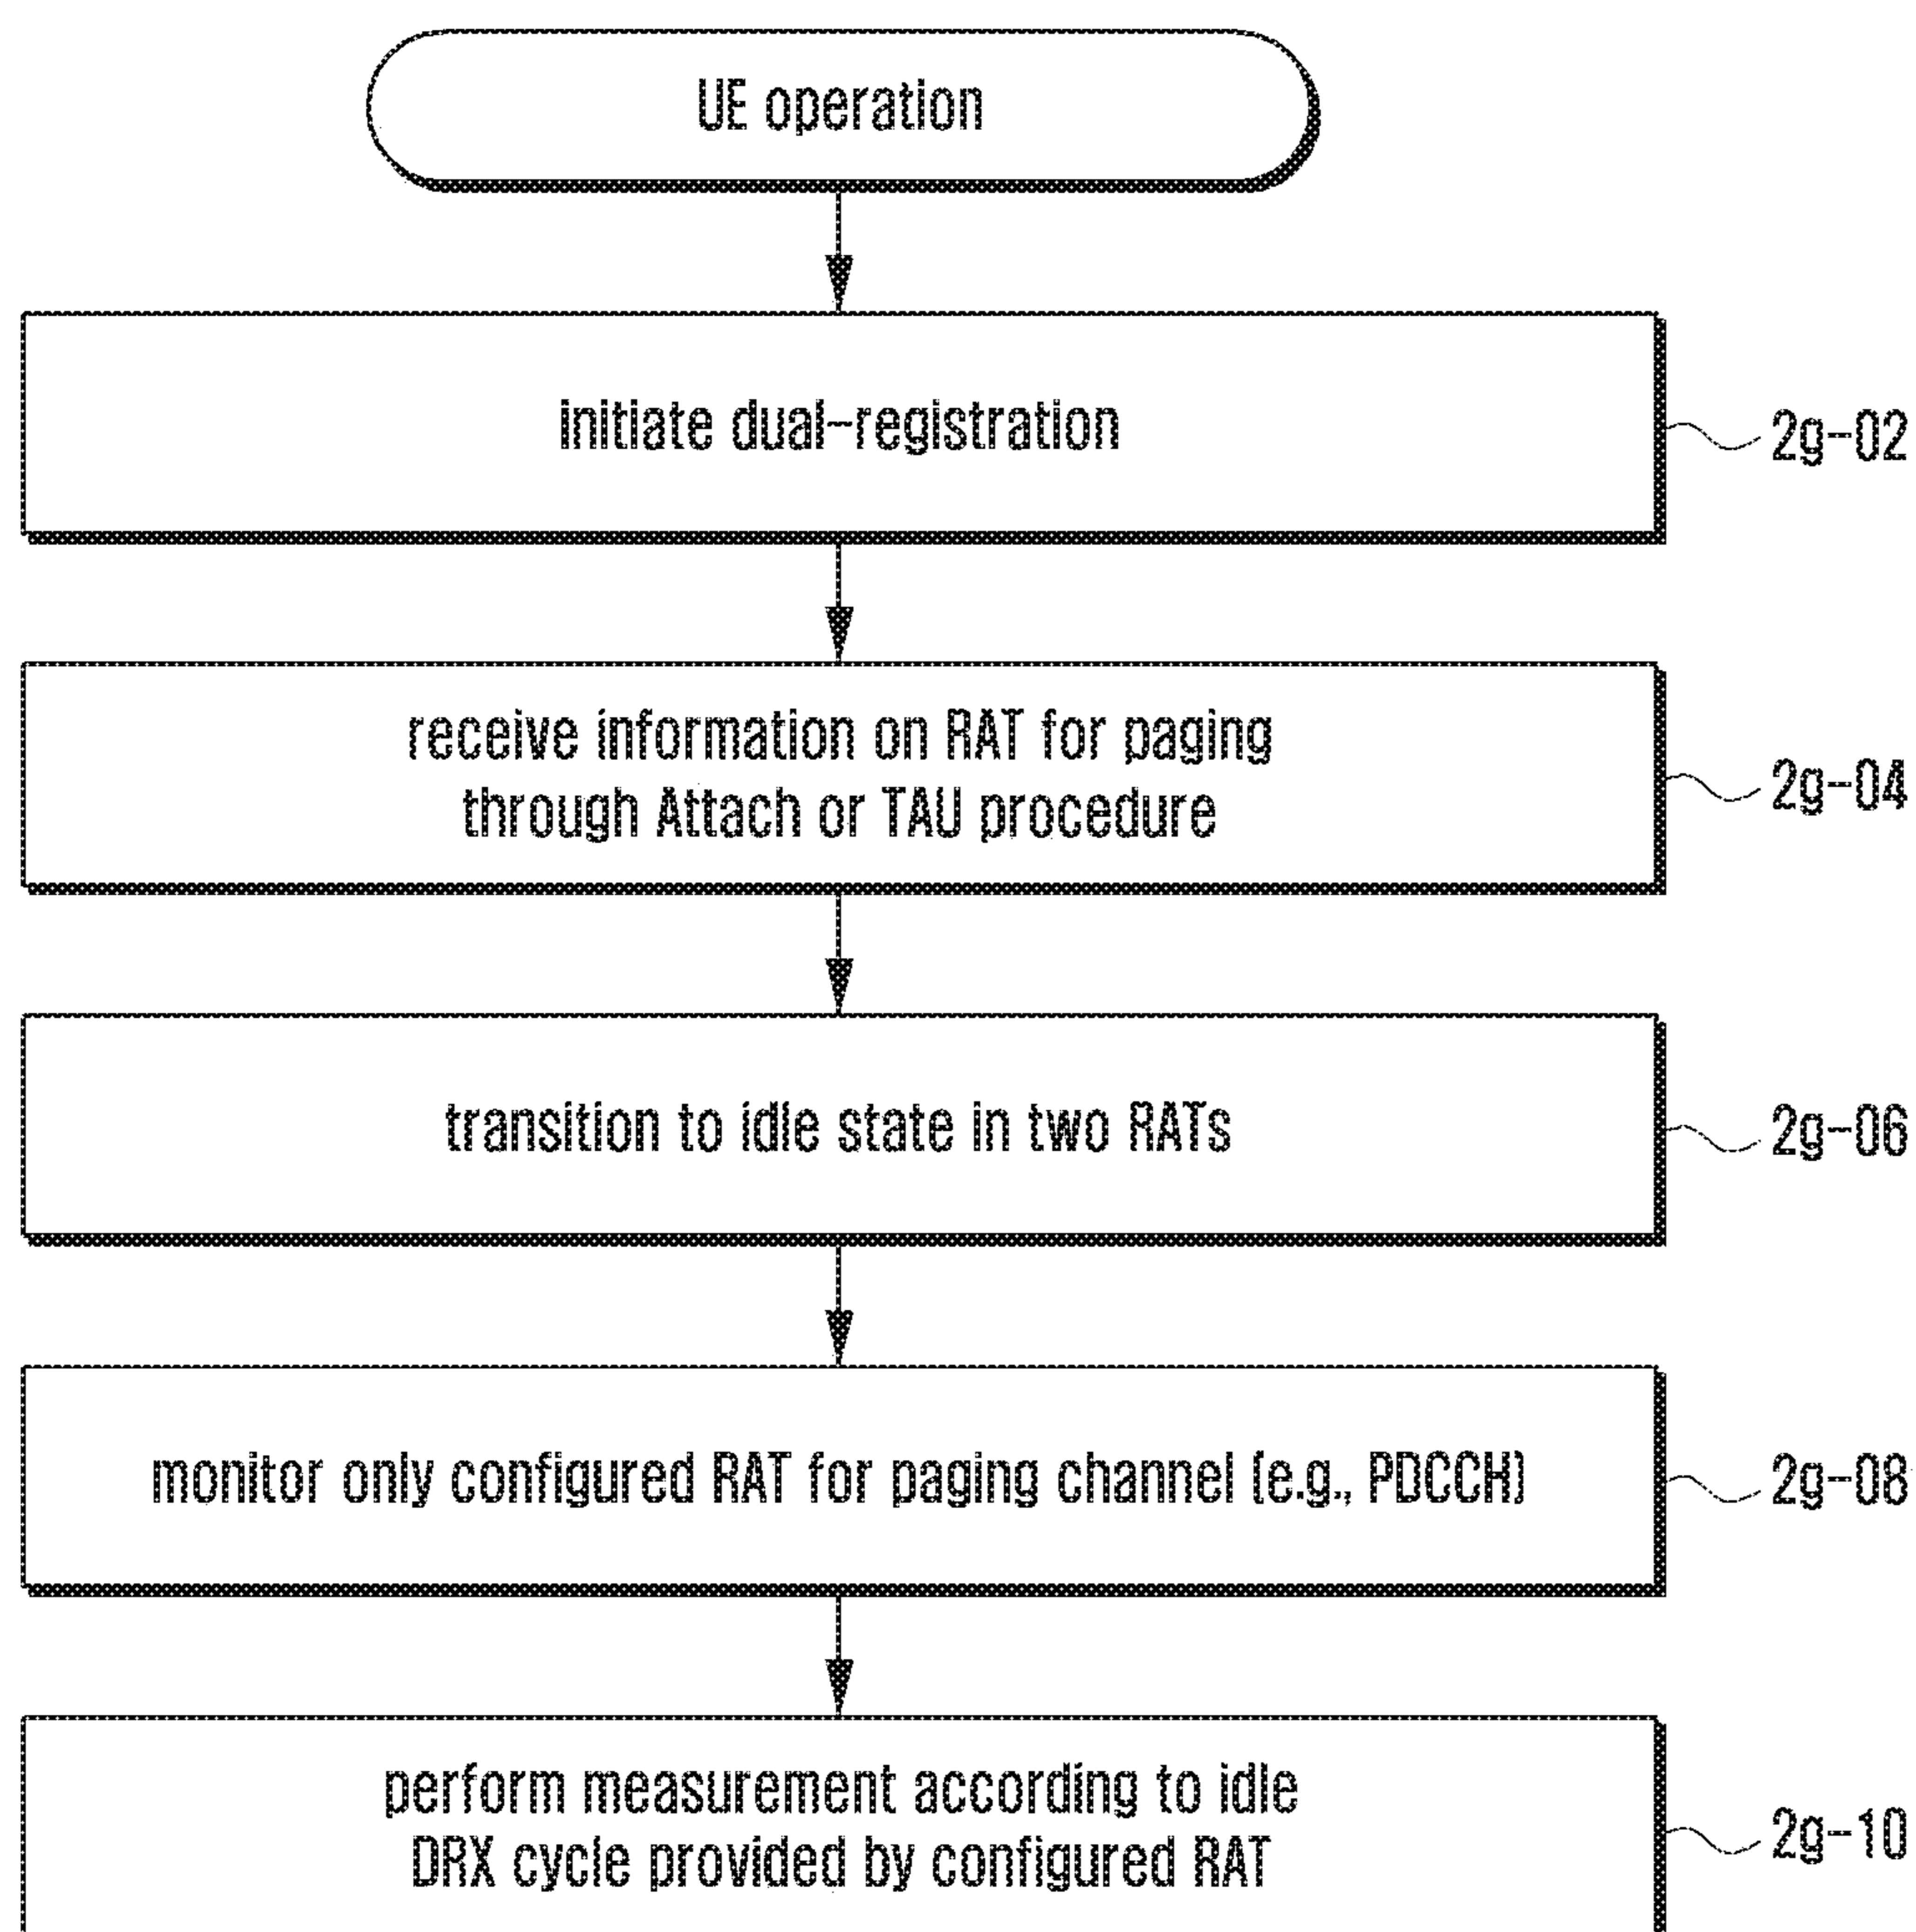 UE operation
initiate dual-registration
2g-02
receive information on RAT for paging
through Attach or TAU procedure
2g-04
transition to idle state in two RATs
2g-06
monitor only configured RAT for paging channel (e.g., PDCCH)
2g-08
perform measurement according to idle
DRX cycle provided by configured RAT
2g-10